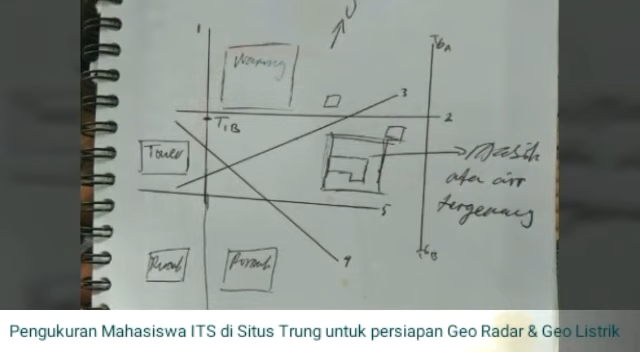 U
1
T6A
Warung
3
2
T1B
Tower
Masih
ada air
tergenang
5
T6B
Rumah
Rumah
Pengukuran Mahasiswa ITS di Situs Trung untuk persiapan Geo Radar & Geo Listrik